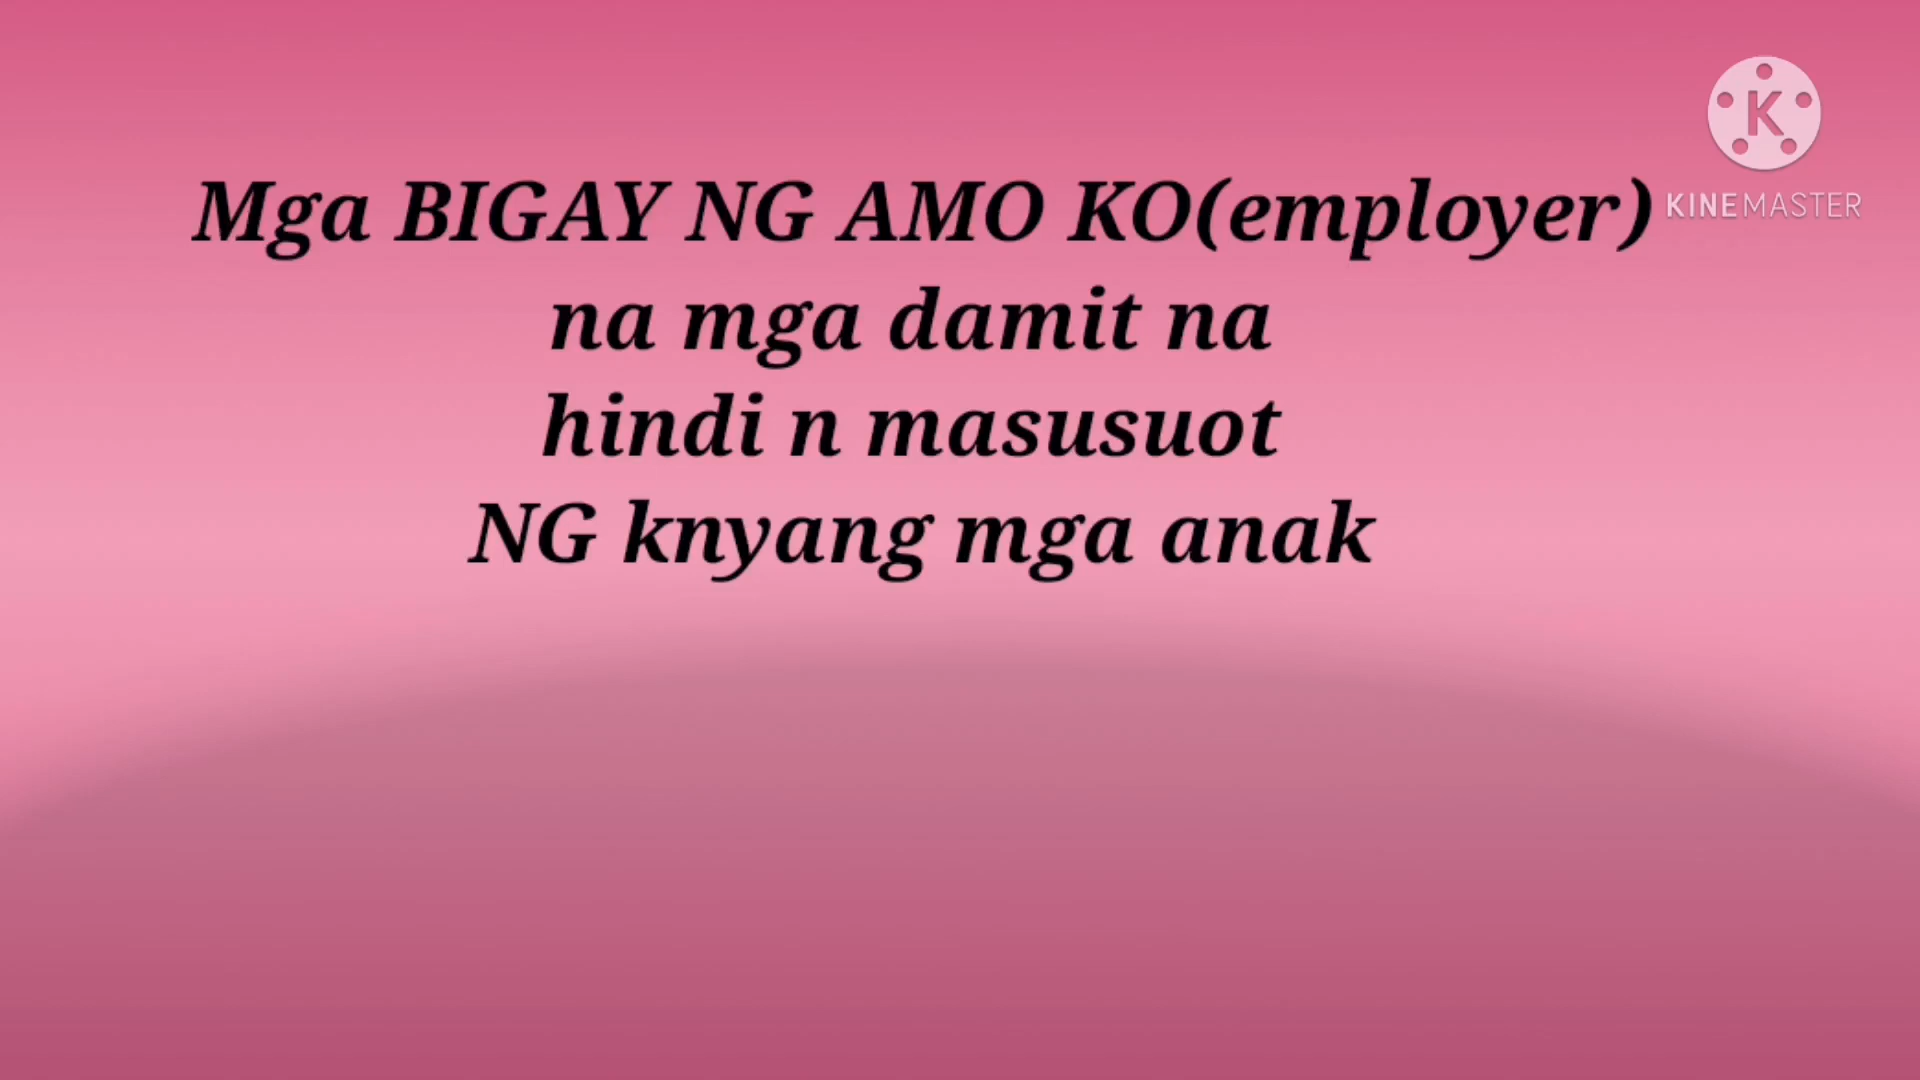 Mga BIGAY NG AMO KO(employer)
na mga damit na
hindi n masusuot
NG knyang mga anak
K
KINEMASTER